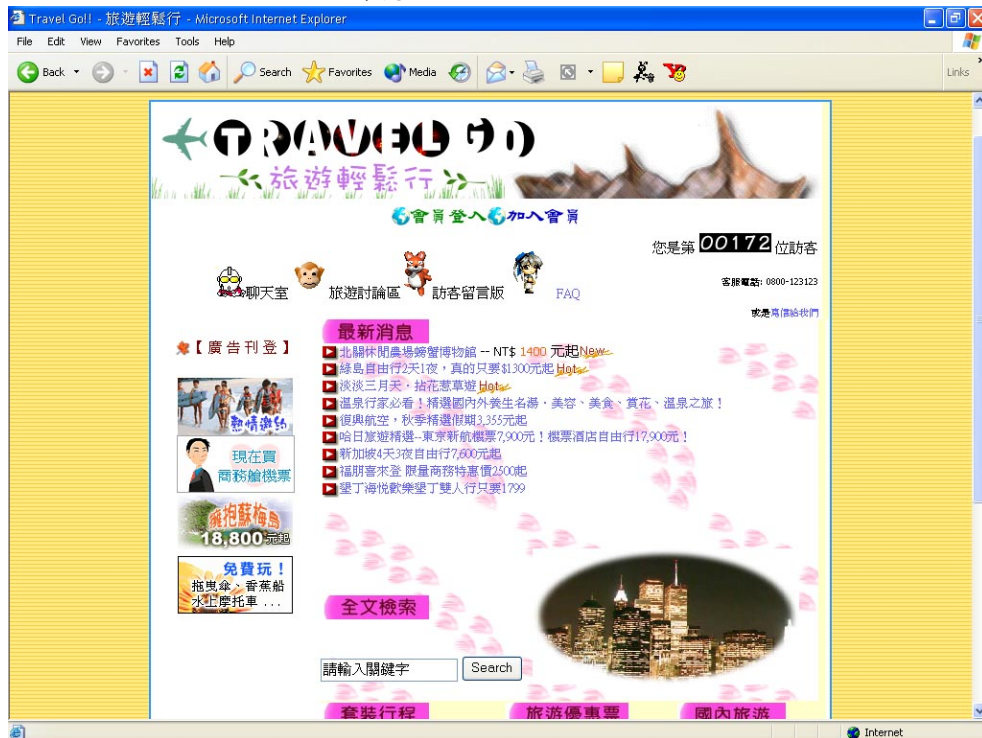 Travel Go!! - 旅遊輕鬆行 - Microsoft Internet Explorer
File Edit View Favorites Tools Help
Back Search Favorites Media Links
TRAVEL GO
旅遊輕鬆行
會員登入 加入會員
您是第 00172 位訪客
聊天室 旅遊討論區 訪客留言版 FAQ
客服電話: 0800-123123
或是寫信給我們
【廣告刊登】
熱情邀約
現在買
商務艙機票
擁抱蘇梅島
18,800元起
免費玩！
拖曳傘、香蕉船
水上摩托車 ...
最新消息
北關休閒農場螃蟹博物館 -- NT$ 1400 元起New
綠島自由行2天1夜，真的只要$1300元起Hot
淡淡三月天．拈花惹草遊Hot
溫泉行家必看！精選國內外養生名湯．美容、美食、賞花、溫泉之旅！
復興航空，秋季精選假期3,355元起
哈日旅遊精選--東京新航機票7,900元！機票酒店自由行17,900元！
新加坡4天3夜自由行7,600元起
福朋喜來登 限量商務特惠價2500起
墾丁海悅歡樂墾丁雙人行只要1799
全文檢索
請輸入關鍵字 Search
套裝行程 旅遊優惠票 國內旅遊
Internet